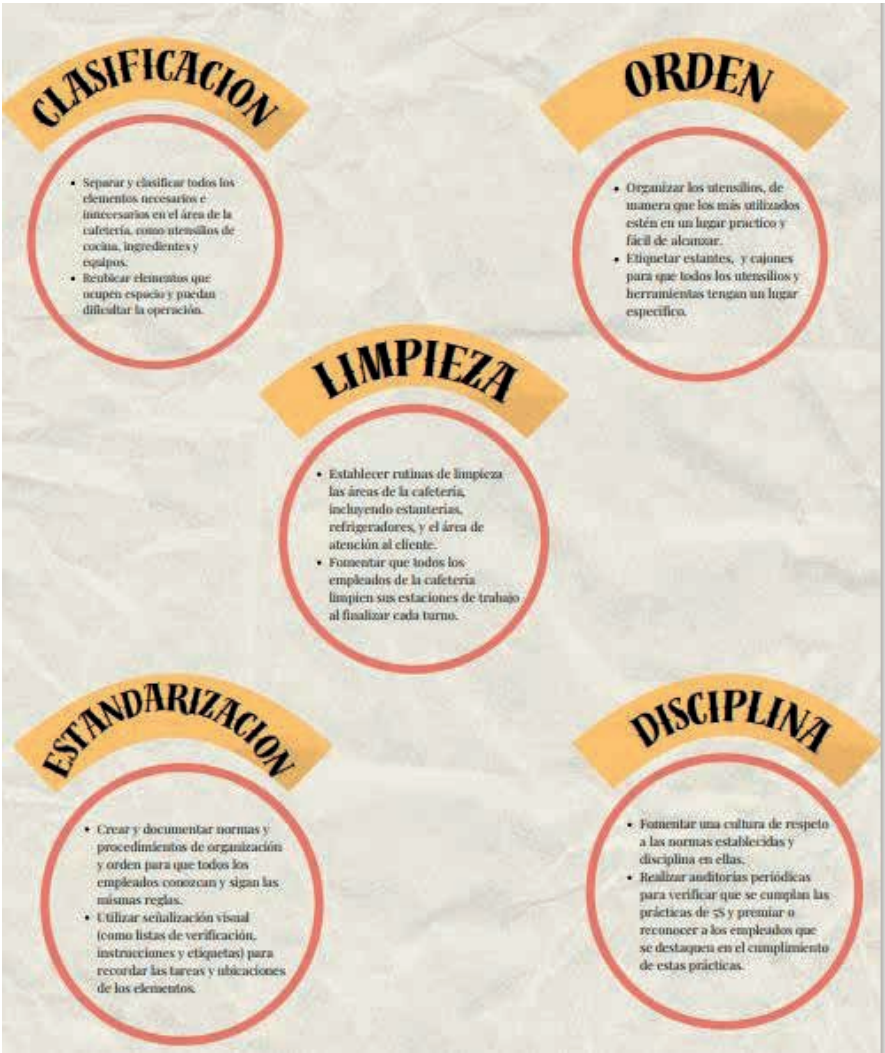 CLASIFICACION
• Separar y clasificar todos los
elementos necesarios e
innecesarios en el área de la
cafetería, como utensilios de
cocina, ingredientes y
equipos.
• Reubicar elementos que
ocupen espacio y puedan
dificultar la operación.
ORDEN
• Organizar los utensilios, de
manera que los más utilizados
estén en un lugar practico y
fácil de alcanzar.
• Etiquetar estantes, y cajones
para que todos los utensilios y
herramientas tengan un lugar
especifico.
LIMPIEZA
• Establecer rutinas de limpieza
las áreas de la cafetería,
incluyendo estanterías,
refrigeradores, y el área de
atención al cliente.
• Fomentar que todos los
empleados de la cafetería
limpien sus estaciones de trabajo
al finalizar cada turno.
ESTANDARIZACION
• Crear y documentar normas y
procedimientos de organización
y orden para que todos los
empleados conozcan y sigan las
mismas reglas.
• Utilizar señalización visual
(como listas de verificación,
instrucciones y etiquetas) para
recordar las tareas y ubicaciones
de los elementos.
DISCIPLINA
• Fomentar una cultura de respeto
a las normas establecidas y
disciplina en ellas.
• Realizar auditorías periódicas
para verificar que se cumplan las
prácticas de 5S y premiar o
reconocer a los empleados que
se destaquen en el cumplimiento
de estas prácticas.